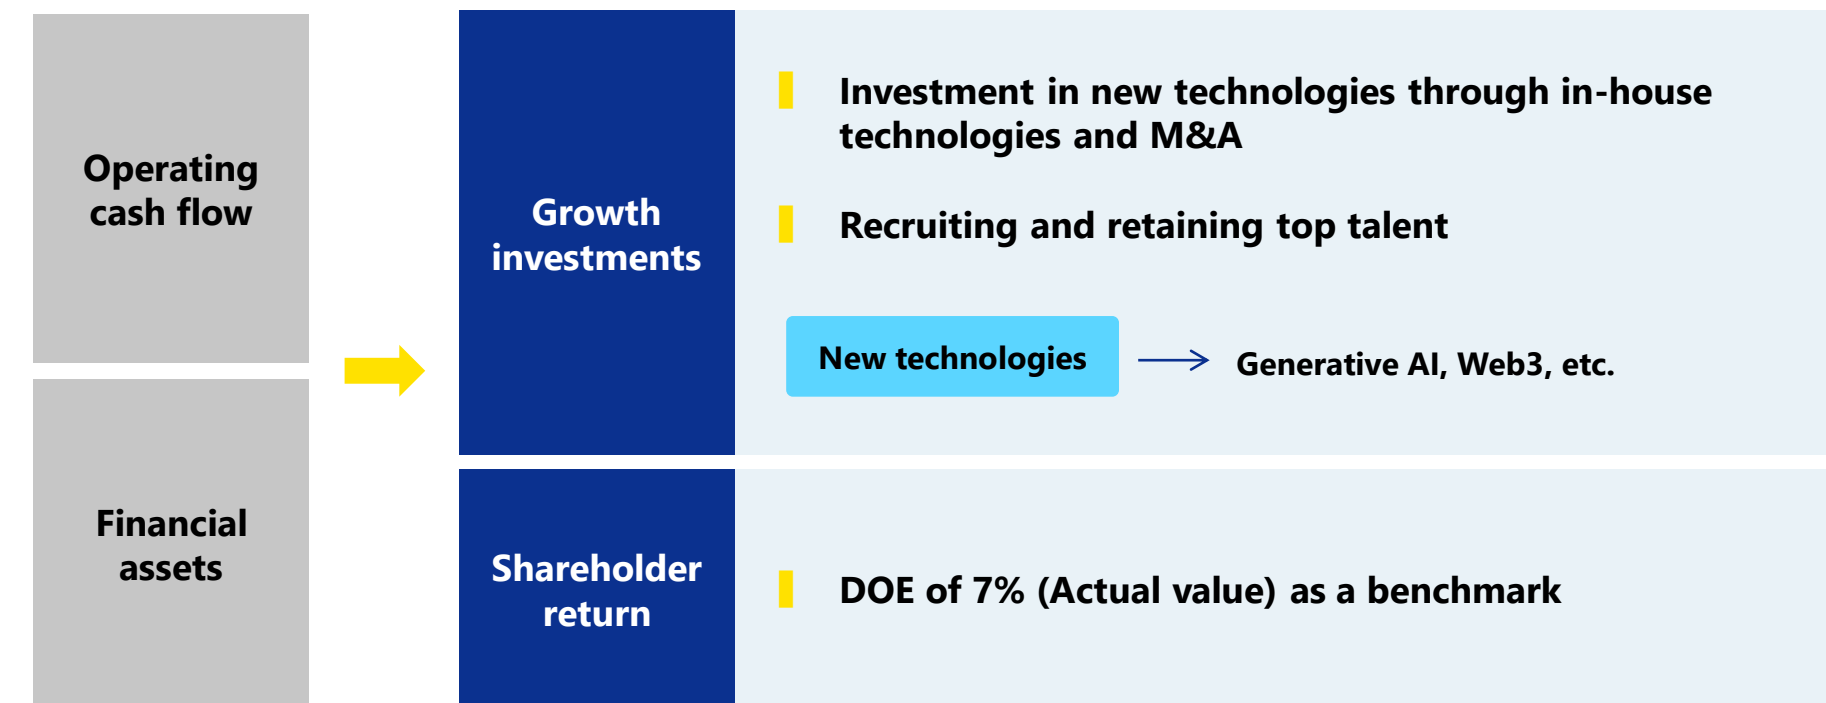 Operating
cash flow
Financial
assets
Growth
investments
Investment in new technologies through in-house
technologies and M&A
Recruiting and retaining top talent
New technologies
Generative AI, Web3, etc.
Shareholder
return
DOE of 7% (Actual value) as a benchmark